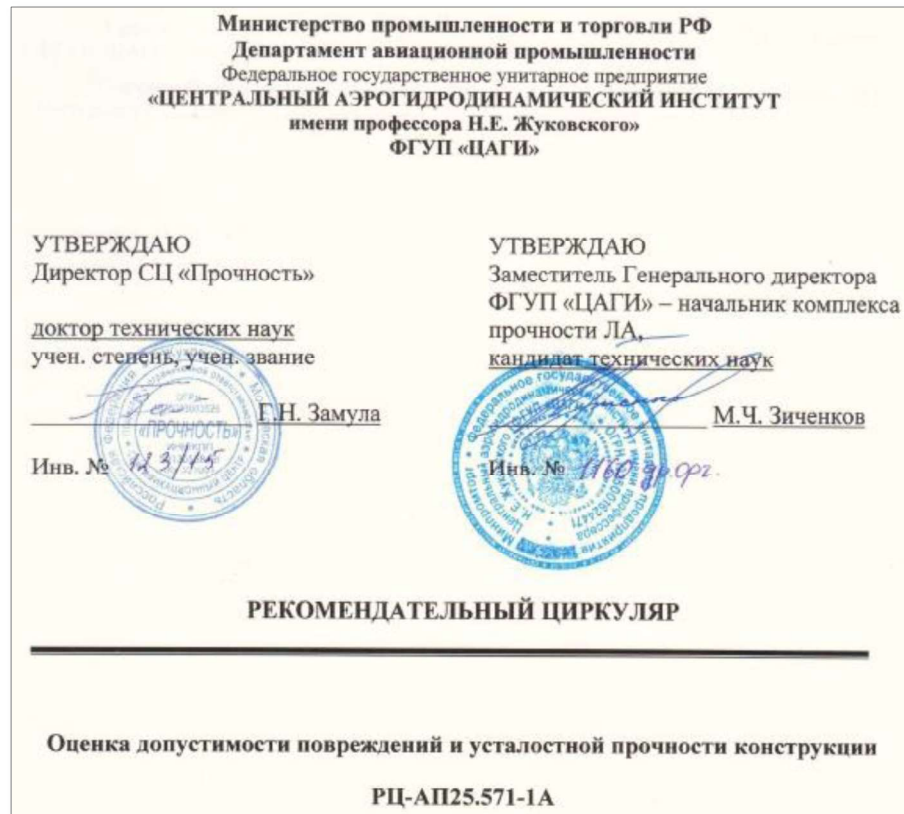 Министерство промышленности и торговли РФ
Департамент авиационной промышленности
Федеральное государственное унитарное предприятие
«ЦЕНТРАЛЬНЫЙ АЭРОГИДРОДИНАМИЧЕСКИЙ ИНСТИТУТ
имени профессора Н.Е. Жуковского»
ФГУП «ЦАГИ»
УТВЕРЖДАЮ
Директор СЦ «Прочность»
доктор технических наук
учен. степень, учен. звание
Г.Н. Замула
Инв. № 123/15
«ПРОЧНОСТЬ»
УТВЕРЖДАЮ
Заместитель Генерального директора
ФГУП «ЦАГИ» – начальник комплекса
прочности ЛА,
кандидат технических наук
М.Ч. Зиченков
Инв. № 1160
РЕКОМЕНДАТЕЛЬНЫЙ ЦИРКУЛЯР
Оценка допустимости повреждений и усталостной прочности конструкции
РЦ-АП25.571-1А